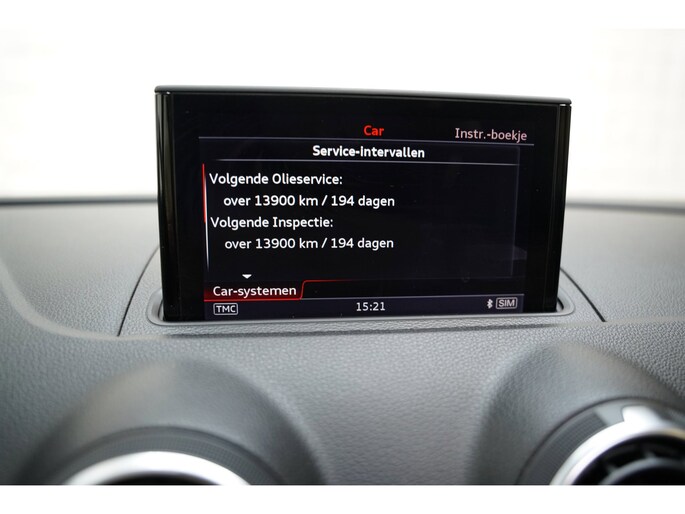 Car
Instr.-boekje
Service-intervallen
Volgende Olieservice:
over 13900 km / 194 dagen
Volgende Inspectie:
over 13900 km / 194 dagen
Car-systemen
TMC
15:21
SIM